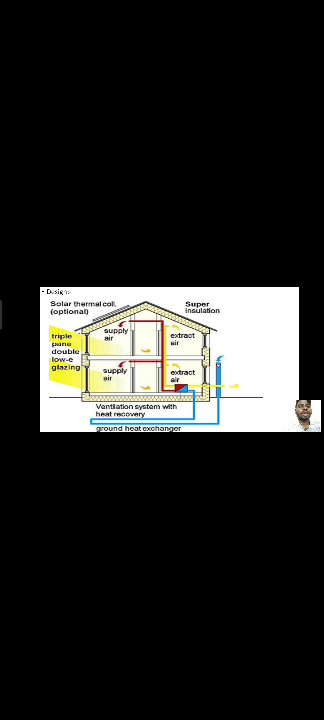 • Design:
Solar thermal coll.
(optional)
Super
insulation
triple
pane
double
low-e
glazing
supply
air
extract
air
supply
air
extract
air
Ventilation system with
heat recovery
ground heat exchanger